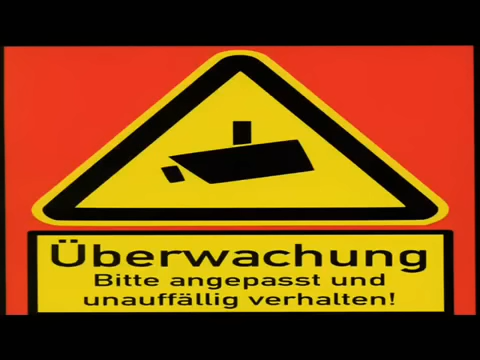 Überwachung
Bitte angepasst und
unauffällig verhalten!